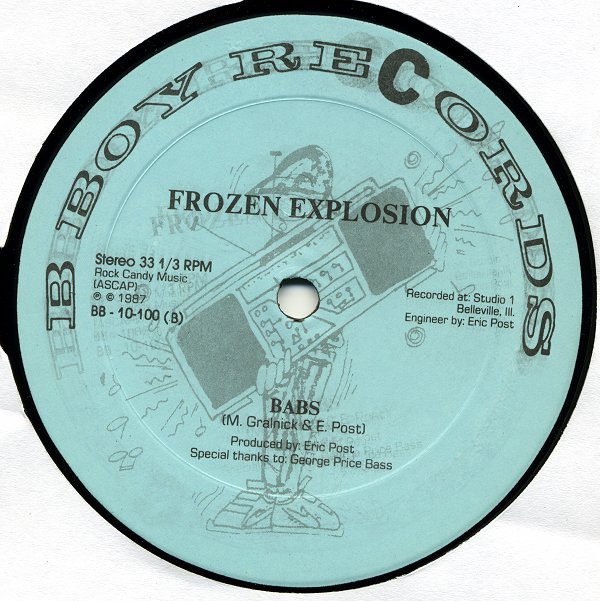 B BOY RECORDS
FROZEN EXPLOSION
Stereo 33 1/3 RPM
Rock Candy Music
(ASCAP)
℗ © 1987
BB - 10-100 (B)
Recorded at: Studio 1
Belleville, Ill.
Engineer by: Eric Post
BABS
(M. Gralnick & E. Post)
Produced by: Eric Post
Special thanks to: George Price Bass